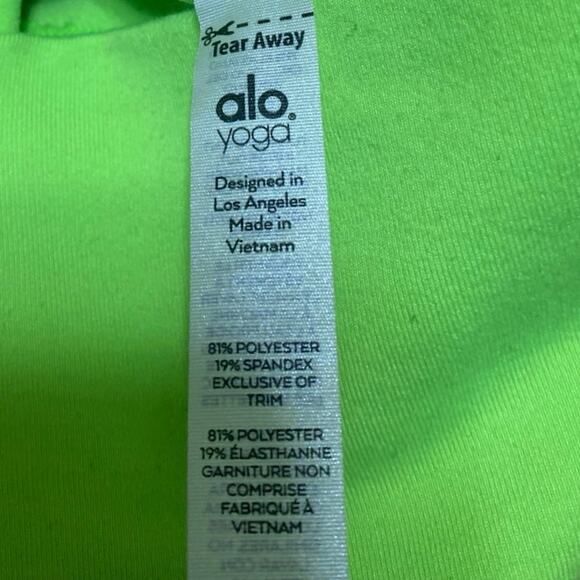 Tear Away
alo
yoga
Designed in
Los Angeles
Made in
Vietnam
81% POLYESTER
19% SPANDEX
EXCLUSIVE OF
TRIM
81% POLYESTER
19% ÉLASTHANNE
GARNITURE NON
COMPRISE
FABRIQUÉ À
VIETNAM